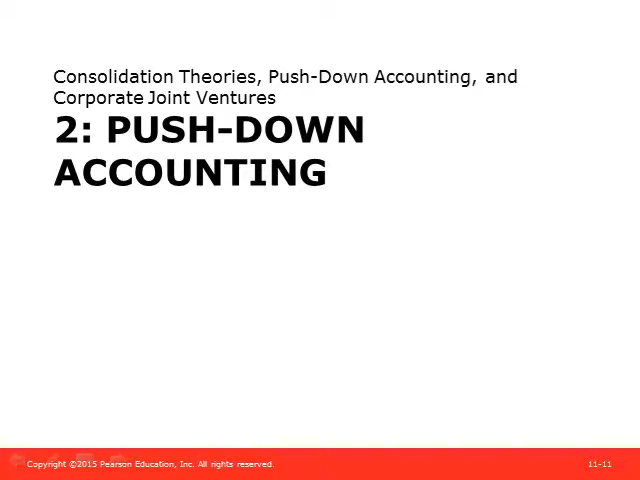 Consolidation Theories, Push-Down Accounting, and
Corporate Joint Ventures
2: PUSH-DOWN
ACCOUNTING
Copyright ©2015 Pearson Education, Inc. All rights reserved.
11-11